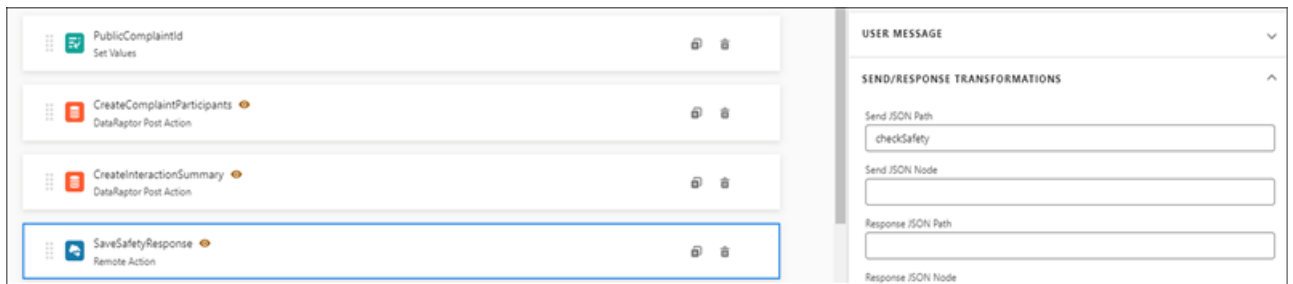 PublicComplaintId
Set Values
CreateComplaintParticipants
DataRaptor Post Action
CreateInteractionSummary
DataRaptor Post Action
SaveSafetyResponse
Remote Action
USER MESSAGE
SEND/RESPONSE TRANSFORMATIONS
Send JSON Path
checkSafety
Send JSON Node
Response JSON Path
Response JSON Node